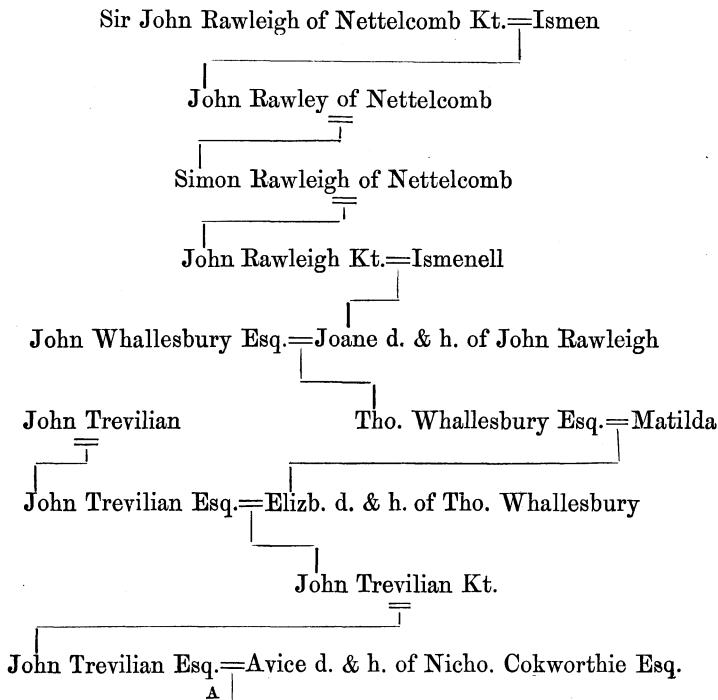 Sir John Rawleigh of Nettelcomb Kt.=Ismen
John Rawley of Nettelcomb
Simon Rawleigh of Nettelcomb
John Rawleigh Kt.=Ismenell
John Whallesbury Esq.=Joane d. & h. of John Rawleigh
John Trevilian
Tho. Whallesbury Esq.=Matilda
John Trevilian Esq.=Elizb. d. & h. of Tho. Whallesbury
John Trevilian Kt.
John Trevilian Esq.=Avice d. & h. of Nicho. Cokworthie Esq.
A